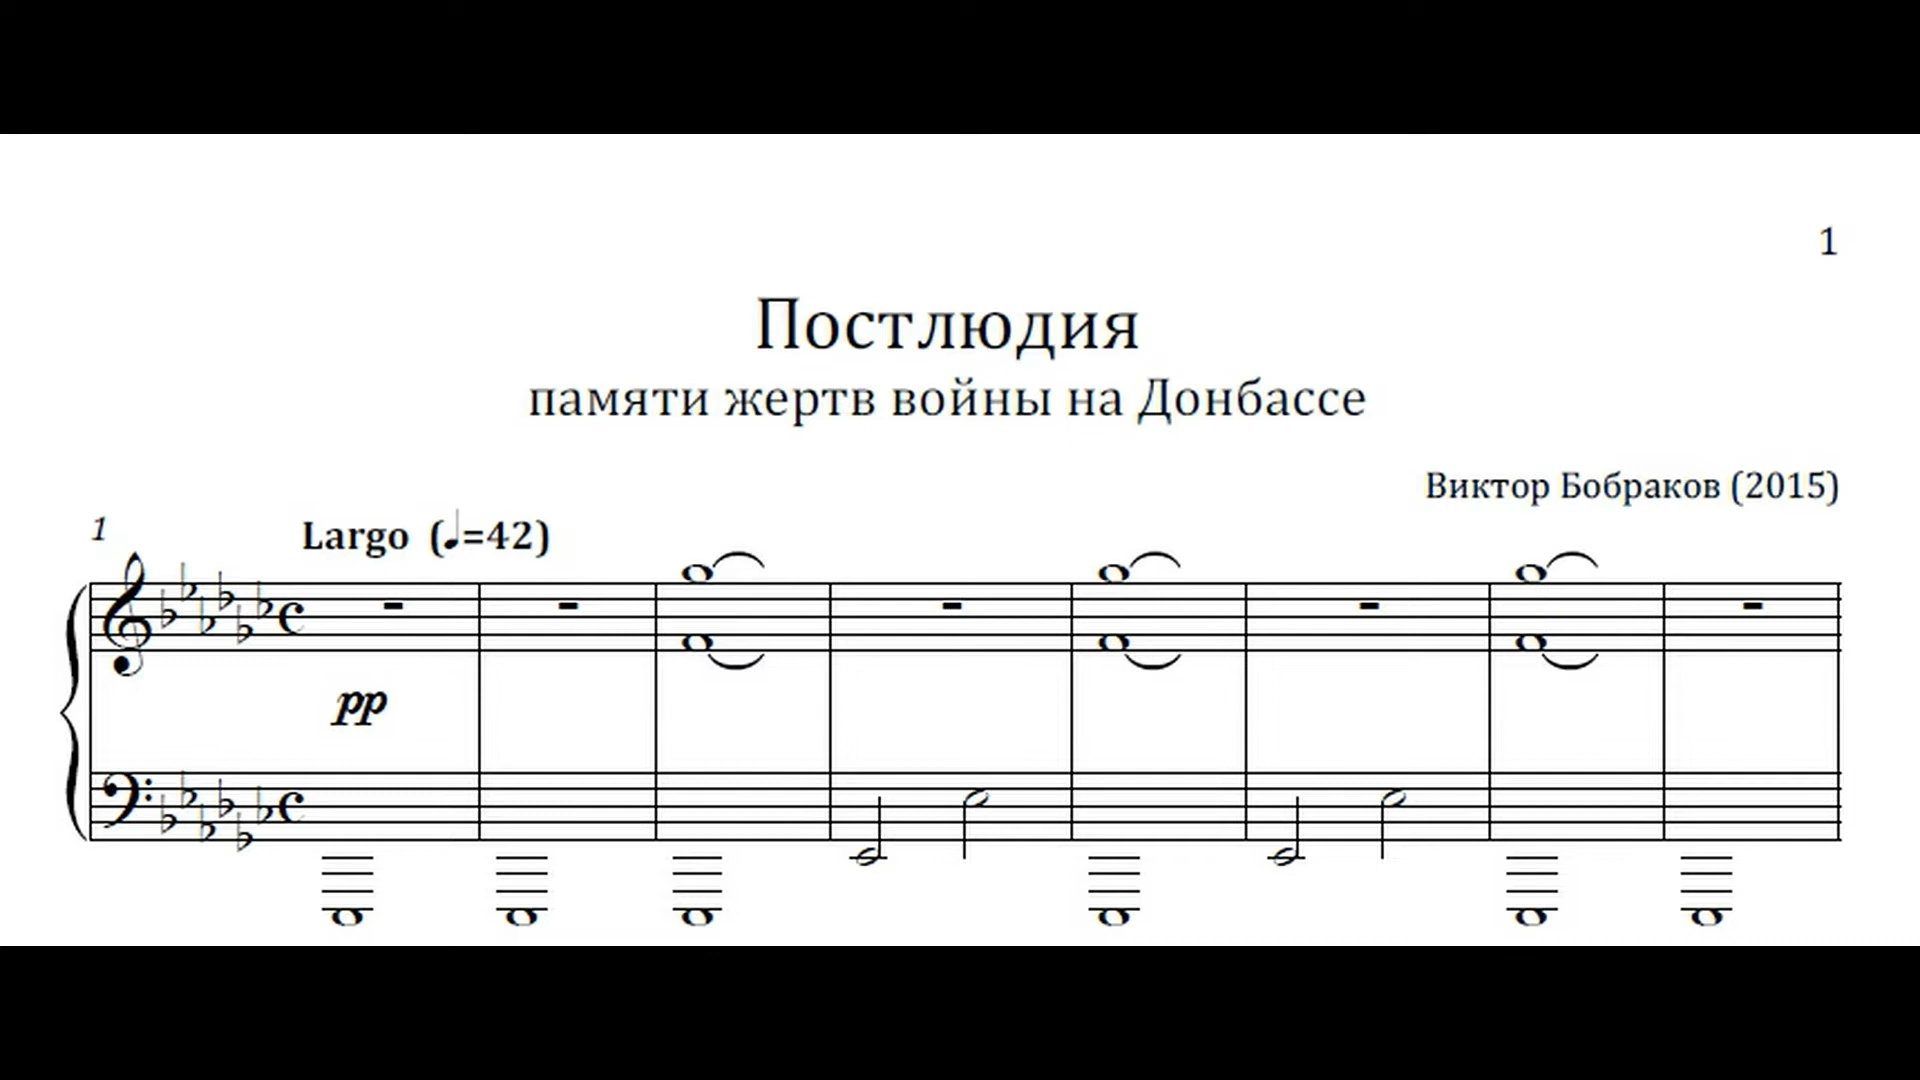 1
Постлюдия
памяти жертв войны на Донбассе
Виктор Бобраков (2015)
1
Largo (♩=42)
pp